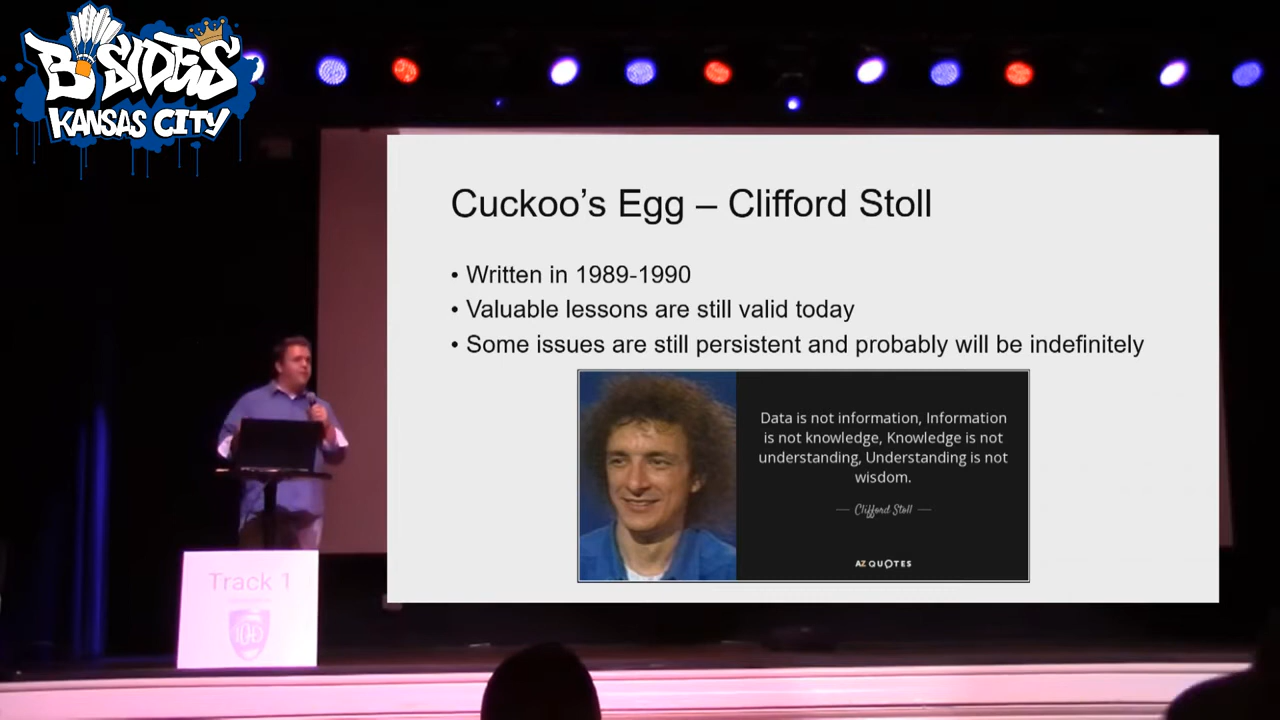 B·SIDES
KANSAS CITY
Cuckoo’s Egg – Clifford Stoll
• Written in 1989-1990
• Valuable lessons are still valid today
• Some issues are still persistent and probably will be indefinitely
Data is not information, Information
is not knowledge, Knowledge is not
understanding, Understanding is not
wisdom.
— Clifford Stoll —
AZ QUOTES
Track 1